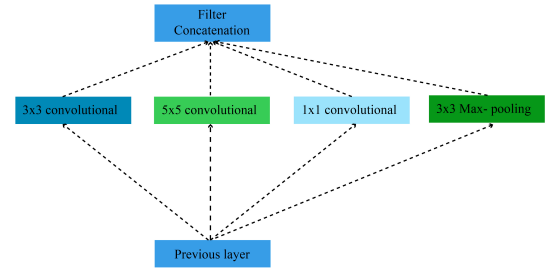 Filter
Concatenation
3x3 convolutional
5x5 convolutional
1x1 convolutional
3x3 Max- pooling
Previous layer